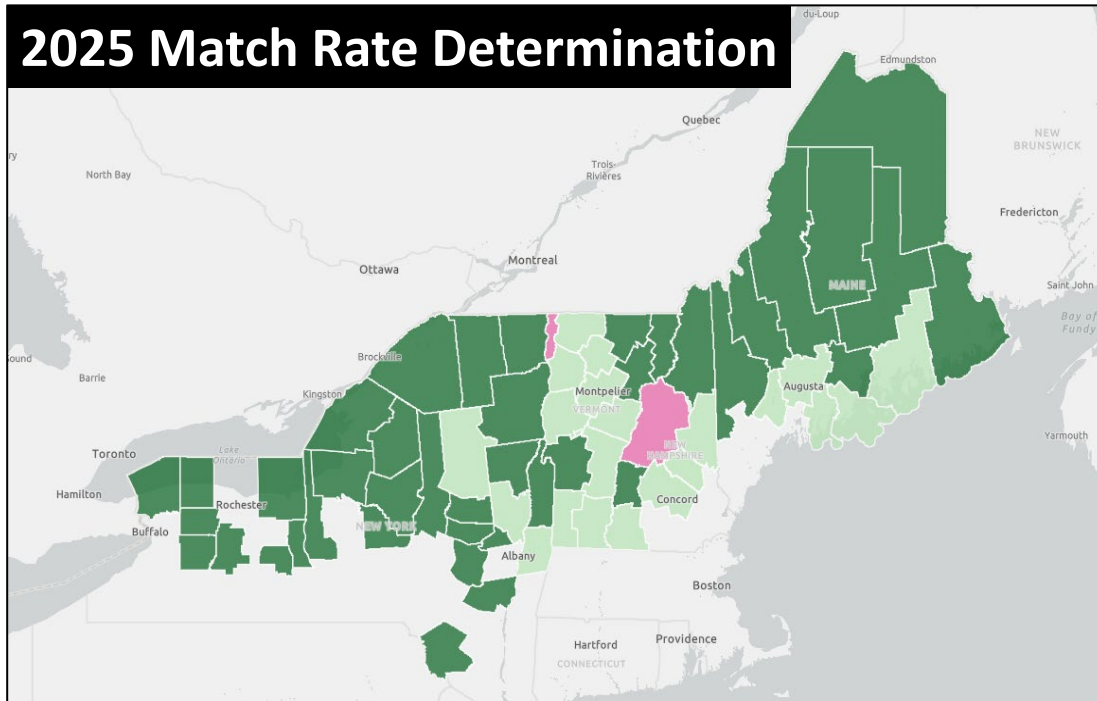 2025 Match Rate Determination
du-Loup
Edmundston
Quebec
NEW
BRUNSWICK
ry
Trois-
Rivières
North Bay
Fredericton
Montreal
Ottawa
MAINE
Saint John
Bay of
Fundy
Brockville
ound
Barrie
Kingston
Montpelier
Augusta
VERMONT
Yarmouth
Toronto
Lake
Ontario
NEW
HAMPSHIRE
Hamilton
Rochester
Concord
Buffalo
NEW YORK
Albany
Boston
Hartford
Providence
CONNECTICUT